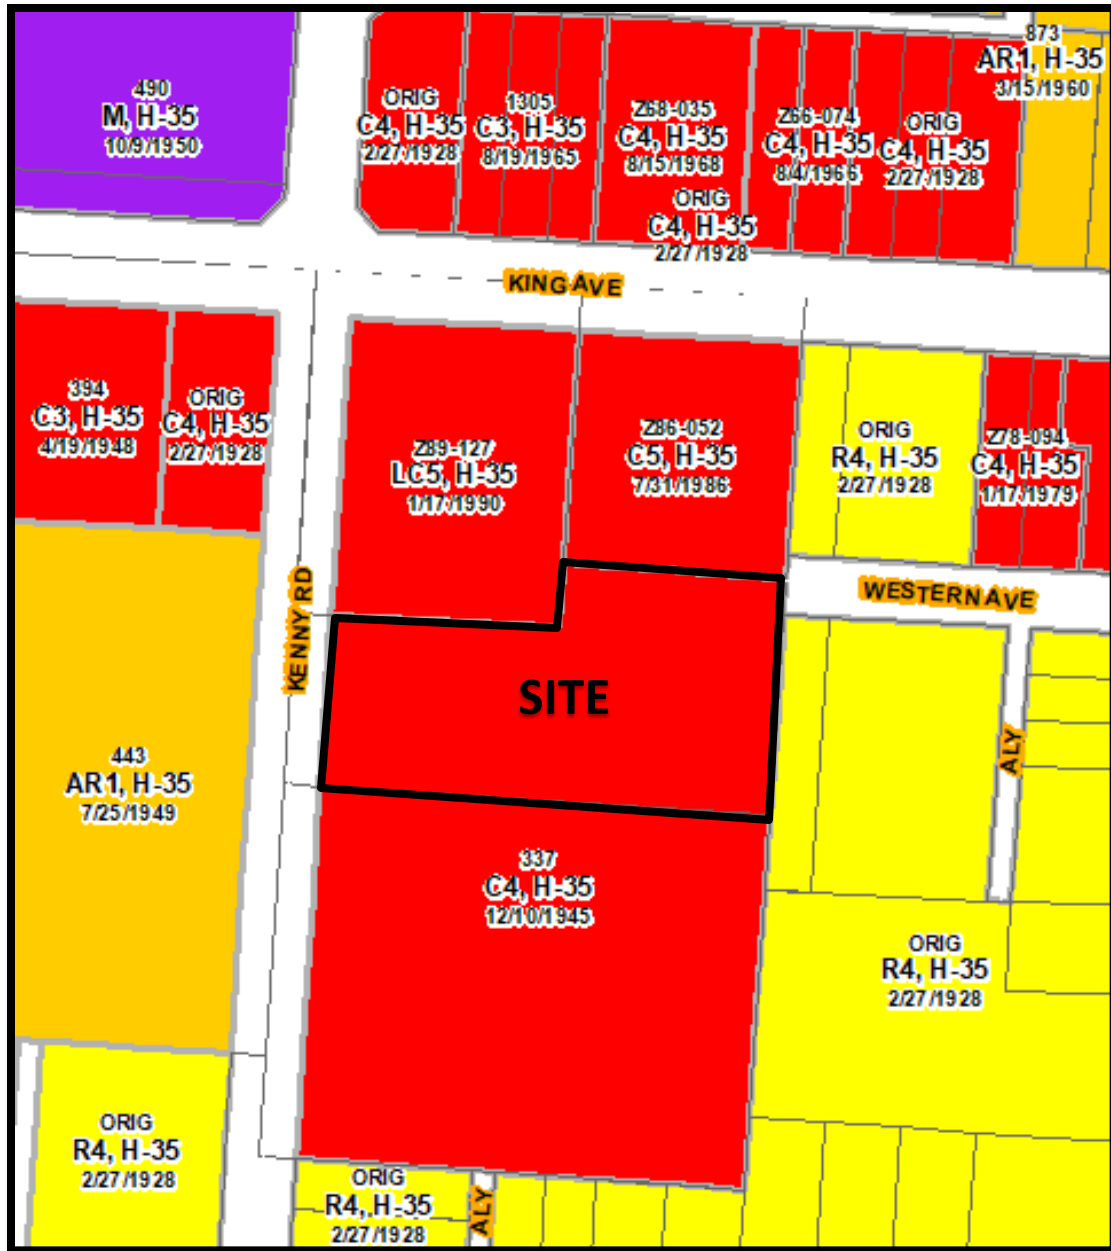 490
M, H-35
10/9/1950
ORIG
C4, H-35
2/27/1928
1305
C3, H-35
8/19/1965
Z68-035
C4, H-35
8/15/1968
ORIG
C4, H-35
2/27/1928
Z66-074
C4, H-35
8/4/1966
ORIG
C4, H-35
2/27/1928
873
AR1, H-35
3/15/1960
KING AVE
394
C3, H-35
4/19/1948
ORIG
C4, H-35
2/27/1928
Z89-127
LC5, H-35
1/17/1990
Z86-052
C5, H-35
7/31/1986
ORIG
R4, H-35
2/27/1928
Z78-094
C4, H-35
1/17/1979
KENNY RD
WESTERN AVE
SITE
ALY
443
AR1, H-35
7/25/1949
337
C4, H-35
12/10/1945
ORIG
R4, H-35
2/27/1928
ORIG
R4, H-35
2/27/1928
ORIG
R4, H-35
2/27/1928
ALY